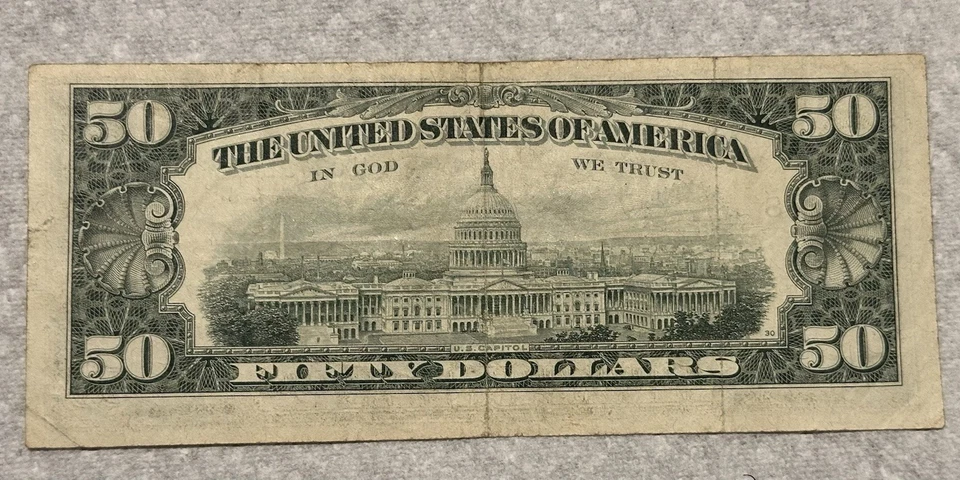 50 50
THE UNITED STATES OF AMERICA
IN GOD WE TRUST
30
U.S. CAPITOL
50 FIFTY DOLLARS 50